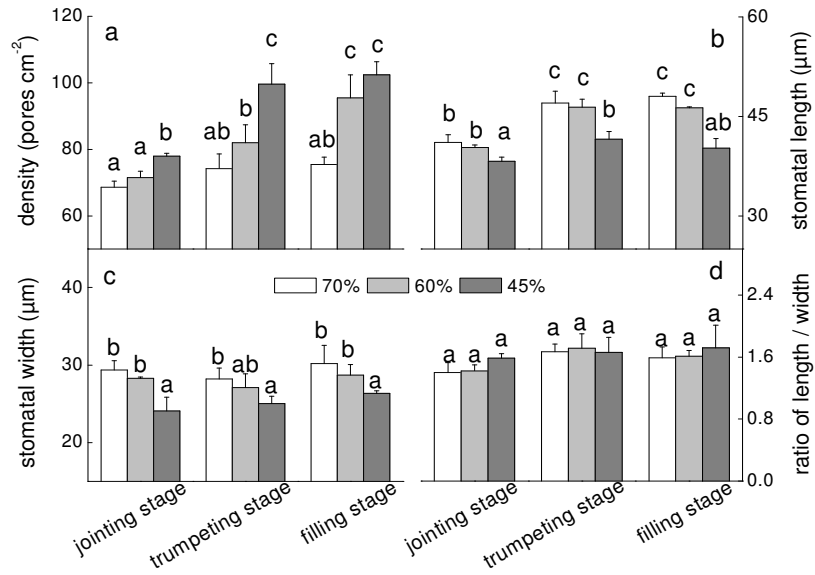 a
density (pores cm-2)
120
100
80
60
a a b
ab b c
ab c c
b
stomatal length (µm)
60
45
30
b b a
c c b
c c ab
c
stomatal width (µm)
40
30
20
b b a
b ab a
b b a
70% 60% 45%
d
ratio of length / width
2.4
1.6
0.8
0.0
a a a
a a a
a a a
jointing stage
trumpeting stage
filling stage
jointing stage
trumpeting stage
filling stage